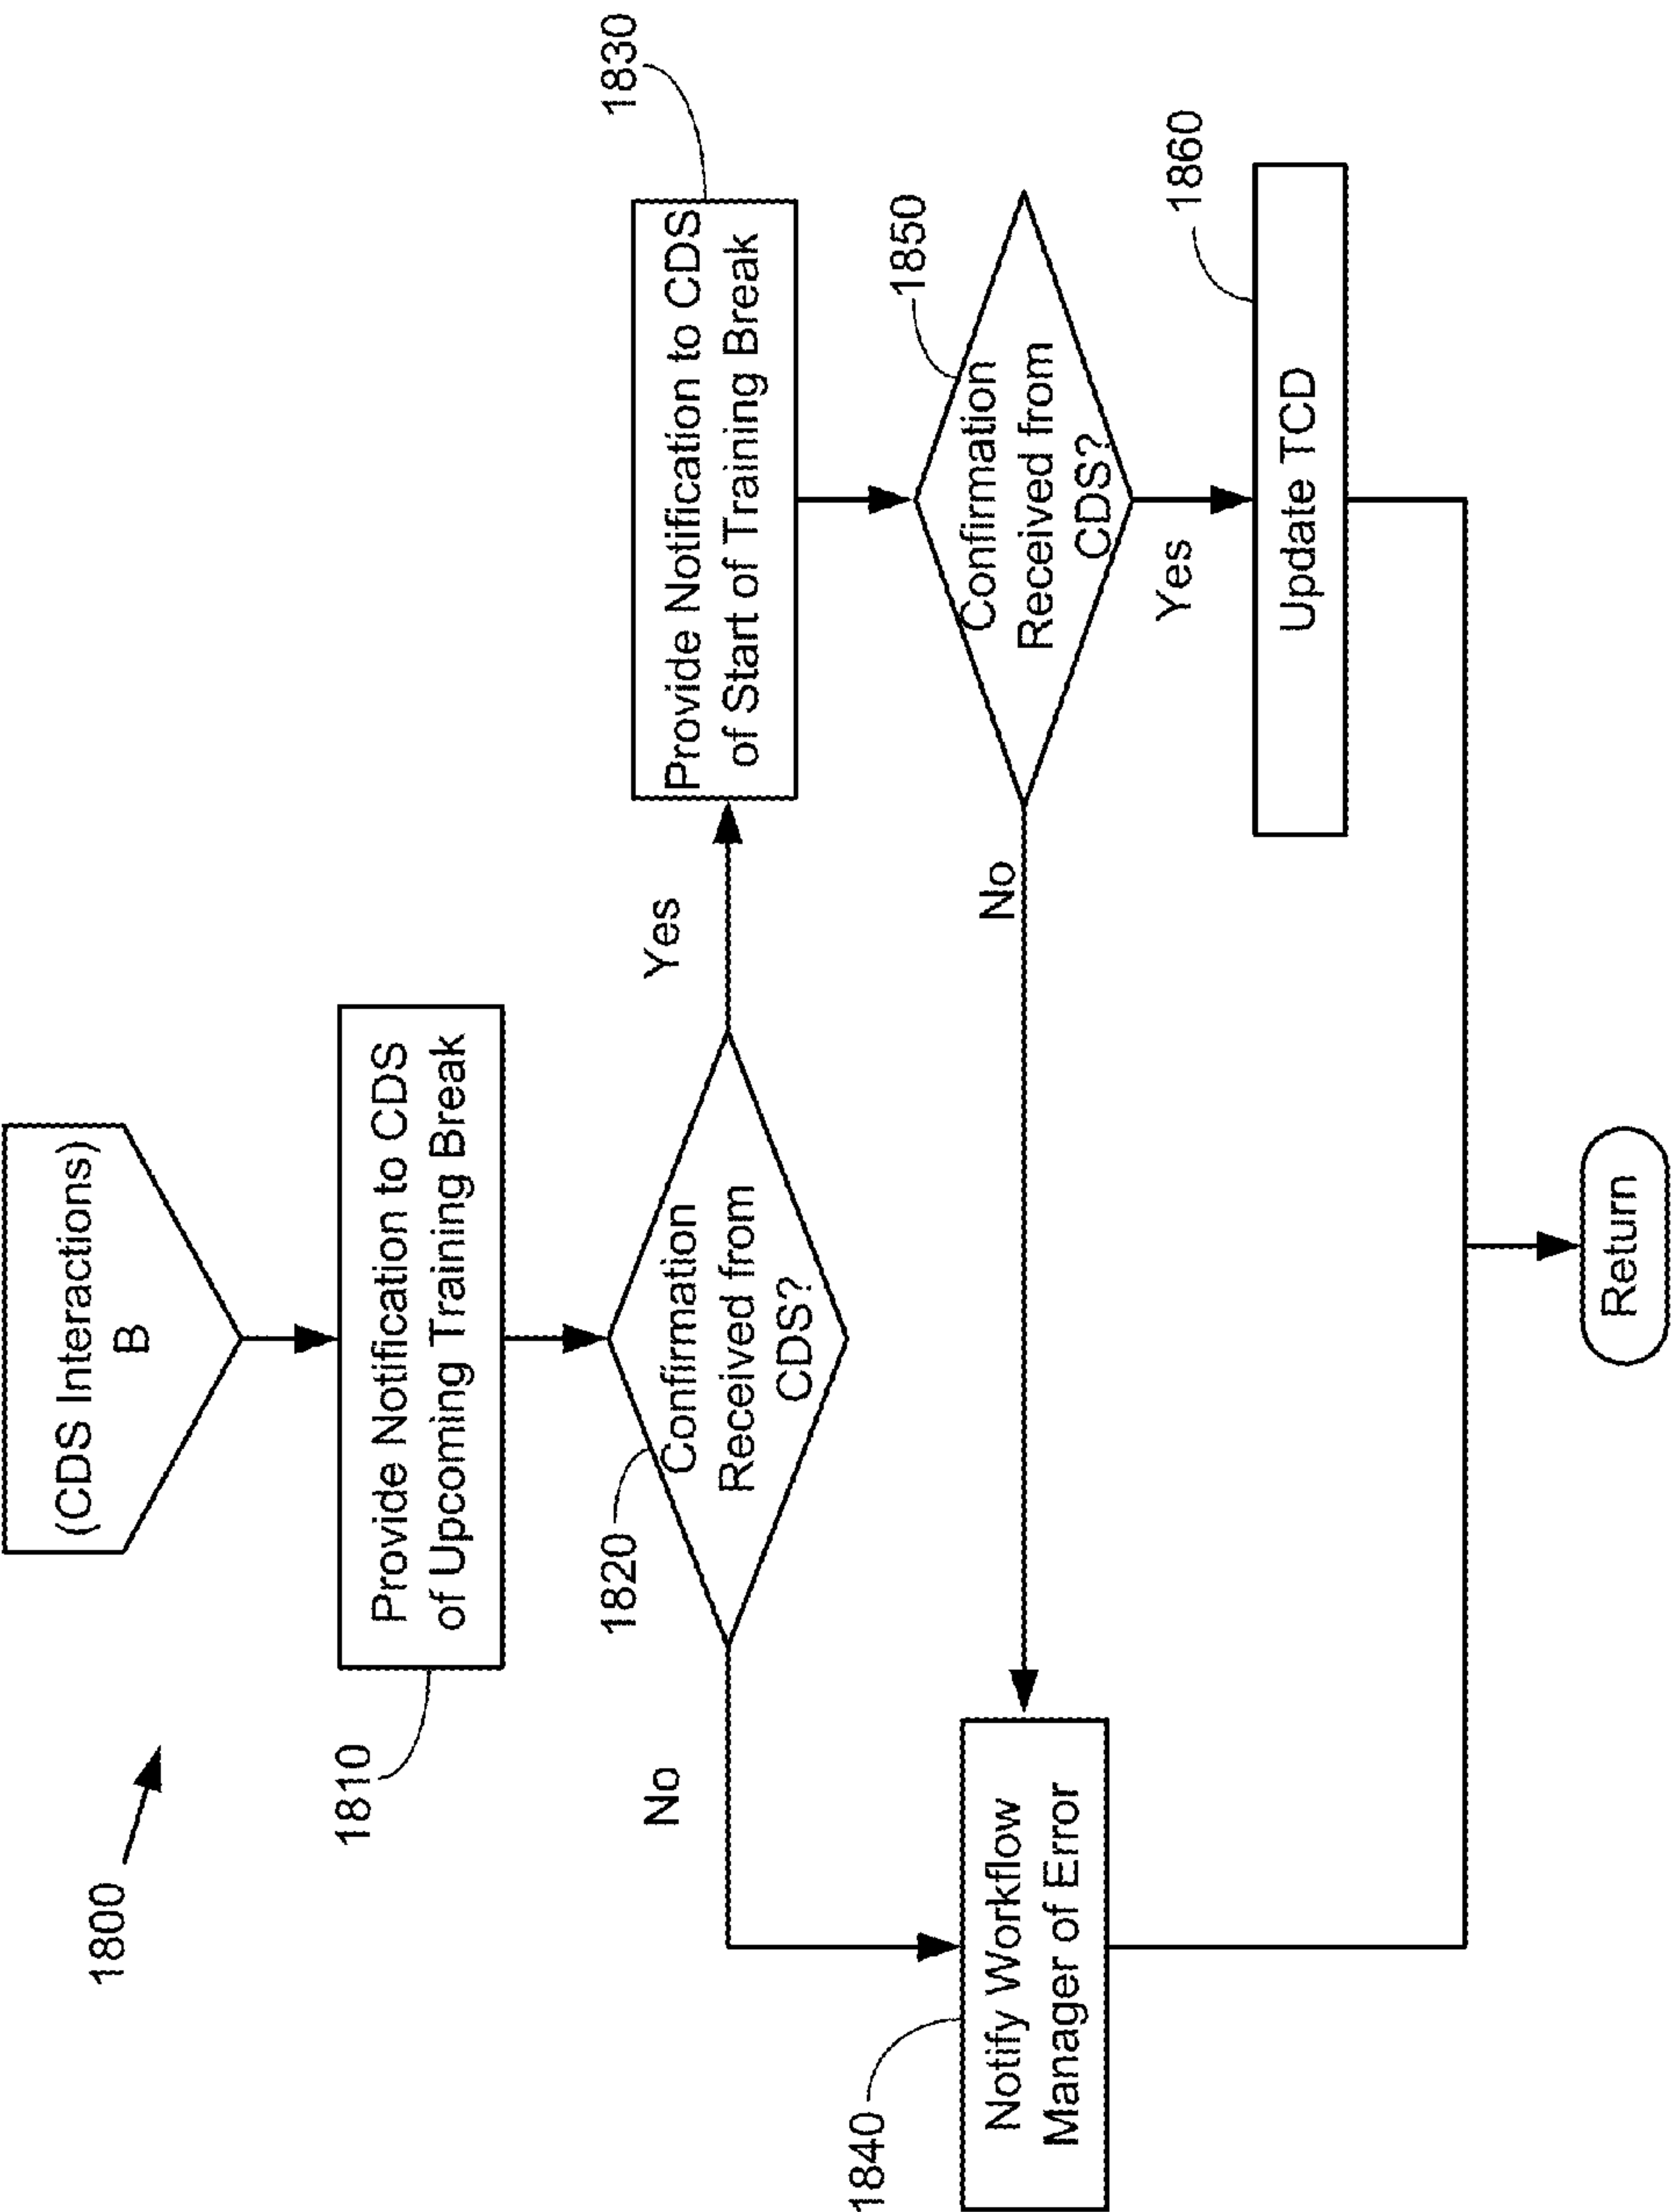 1800
(CDS Interactions)
B
1810
Provide Notification to CDS
of Upcoming Training Break
1820
Confirmation
Received from
CDS?
No
Yes
1830
Provide Notification to CDS
of Start of Training Break
1840
Notify Workflow
Manager of Error
1850
Confirmation
Received from
CDS?
No
Yes
1860
Update TCD
Return